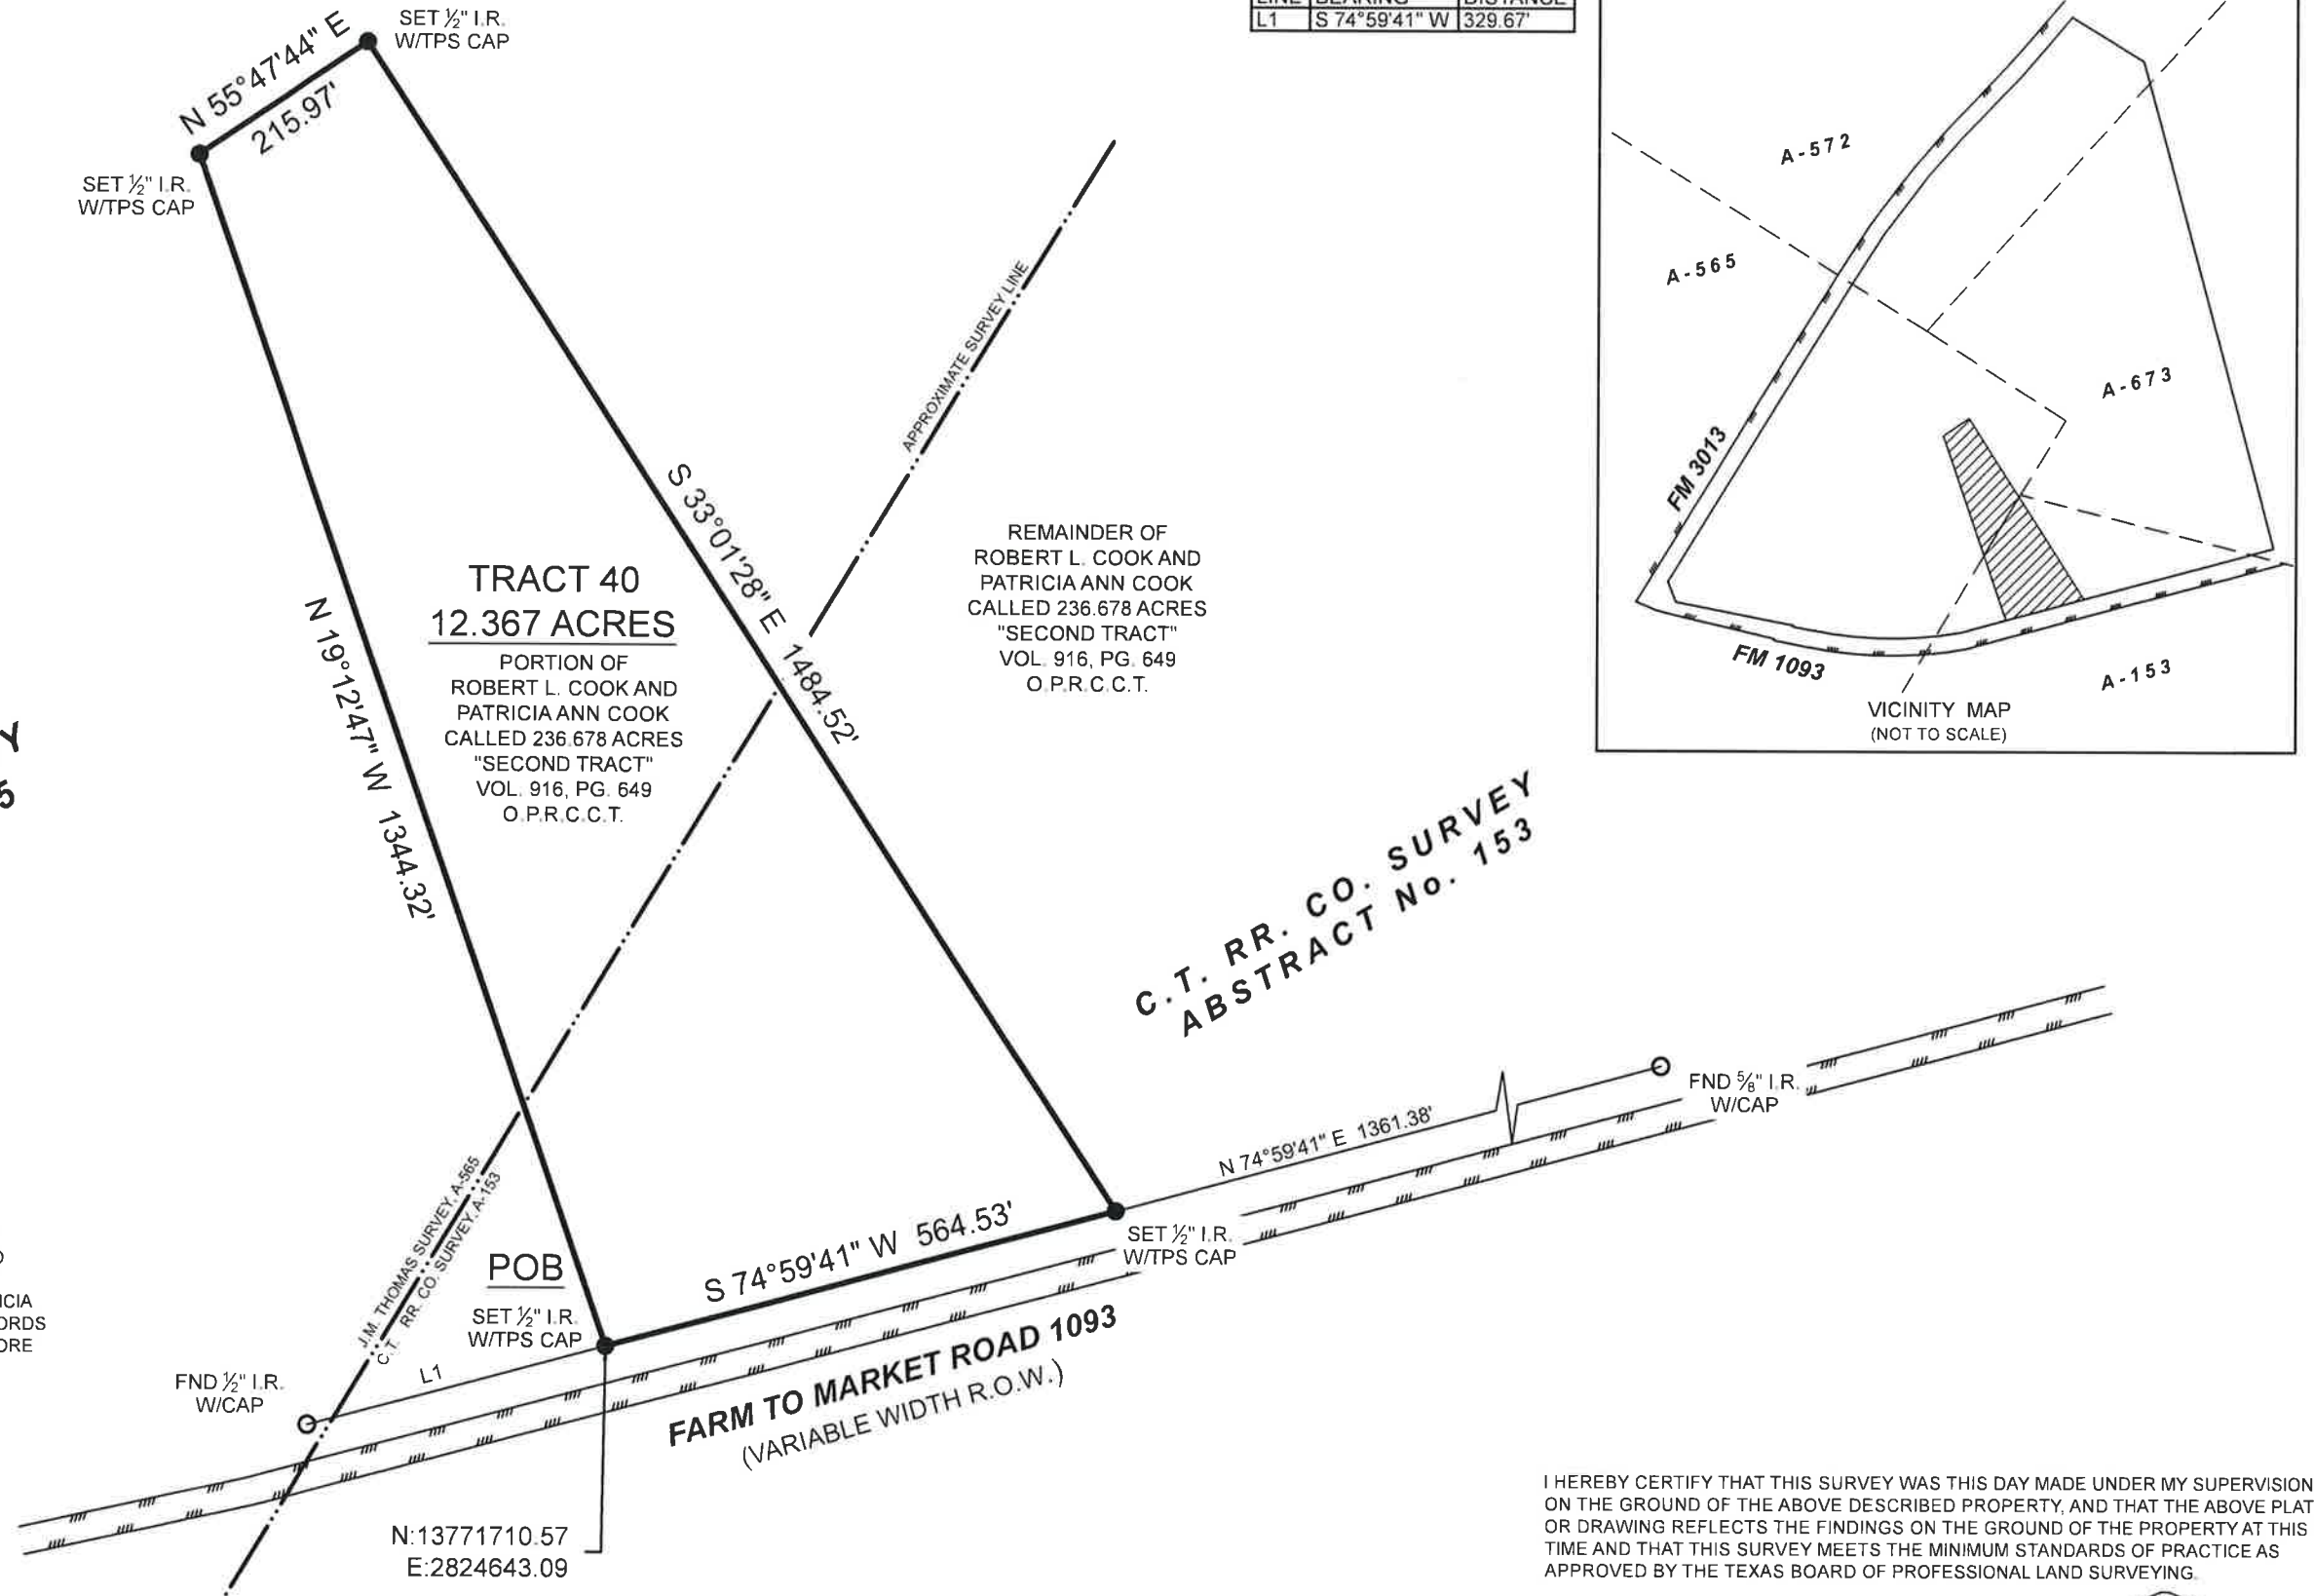 LINE BEARING DISTANCE
L1 S 74°59'41" W 329.67'
SET ½" I.R.
W/TPS CAP
N 55°47'44" E
215.97'
SET ½" I.R.
W/TPS CAP
A-572
A-565
A-673
FM 3013
FM 1093
A-153
VICINITY MAP
(NOT TO SCALE)
APPROXIMATE SURVEY LINE
S 33°01'28" E 1484.52'
N 19°12'47" W 1344.32'
TRACT 40
12.367 ACRES
PORTION OF
ROBERT L. COOK AND
PATRICIA ANN COOK
CALLED 236.678 ACRES
"SECOND TRACT"
VOL. 916, PG. 649
O.P.R.C.C.T.
REMAINDER OF
ROBERT L. COOK AND
PATRICIA ANN COOK
CALLED 236.678 ACRES
"SECOND TRACT"
VOL. 916, PG. 649
O.P.R.C.C.T.
Y
5
C.T. RR. CO. SURVEY
ABSTRACT No. 153
FND ⅝" I.R.
W/CAP
N 74°59'41" E 1361.38'
SET ½" I.R.
W/TPS CAP
S 74°59'41" W 564.53'
J.M. THOMAS SURVEY, A-565
C.T. RR. CO. SURVEY, A-153
POB
SET ½" I.R.
W/TPS CAP
ICIA
ORDS
ORE
L1
FND ½" I.R.
W/CAP
FARM TO MARKET ROAD 1093
(VARIABLE WIDTH R.O.W.)
N:13771710.57
E:2824643.09
I HEREBY CERTIFY THAT THIS SURVEY WAS THIS DAY MADE UNDER MY SUPERVISION
ON THE GROUND OF THE ABOVE DESCRIBED PROPERTY, AND THAT THE ABOVE PLAT
OR DRAWING REFLECTS THE FINDINGS ON THE GROUND OF THE PROPERTY AT THIS
TIME AND THAT THIS SURVEY MEETS THE MINIMUM STANDARDS OF PRACTICE AS
APPROVED BY THE TEXAS BOARD OF PROFESSIONAL LAND SURVEYING.